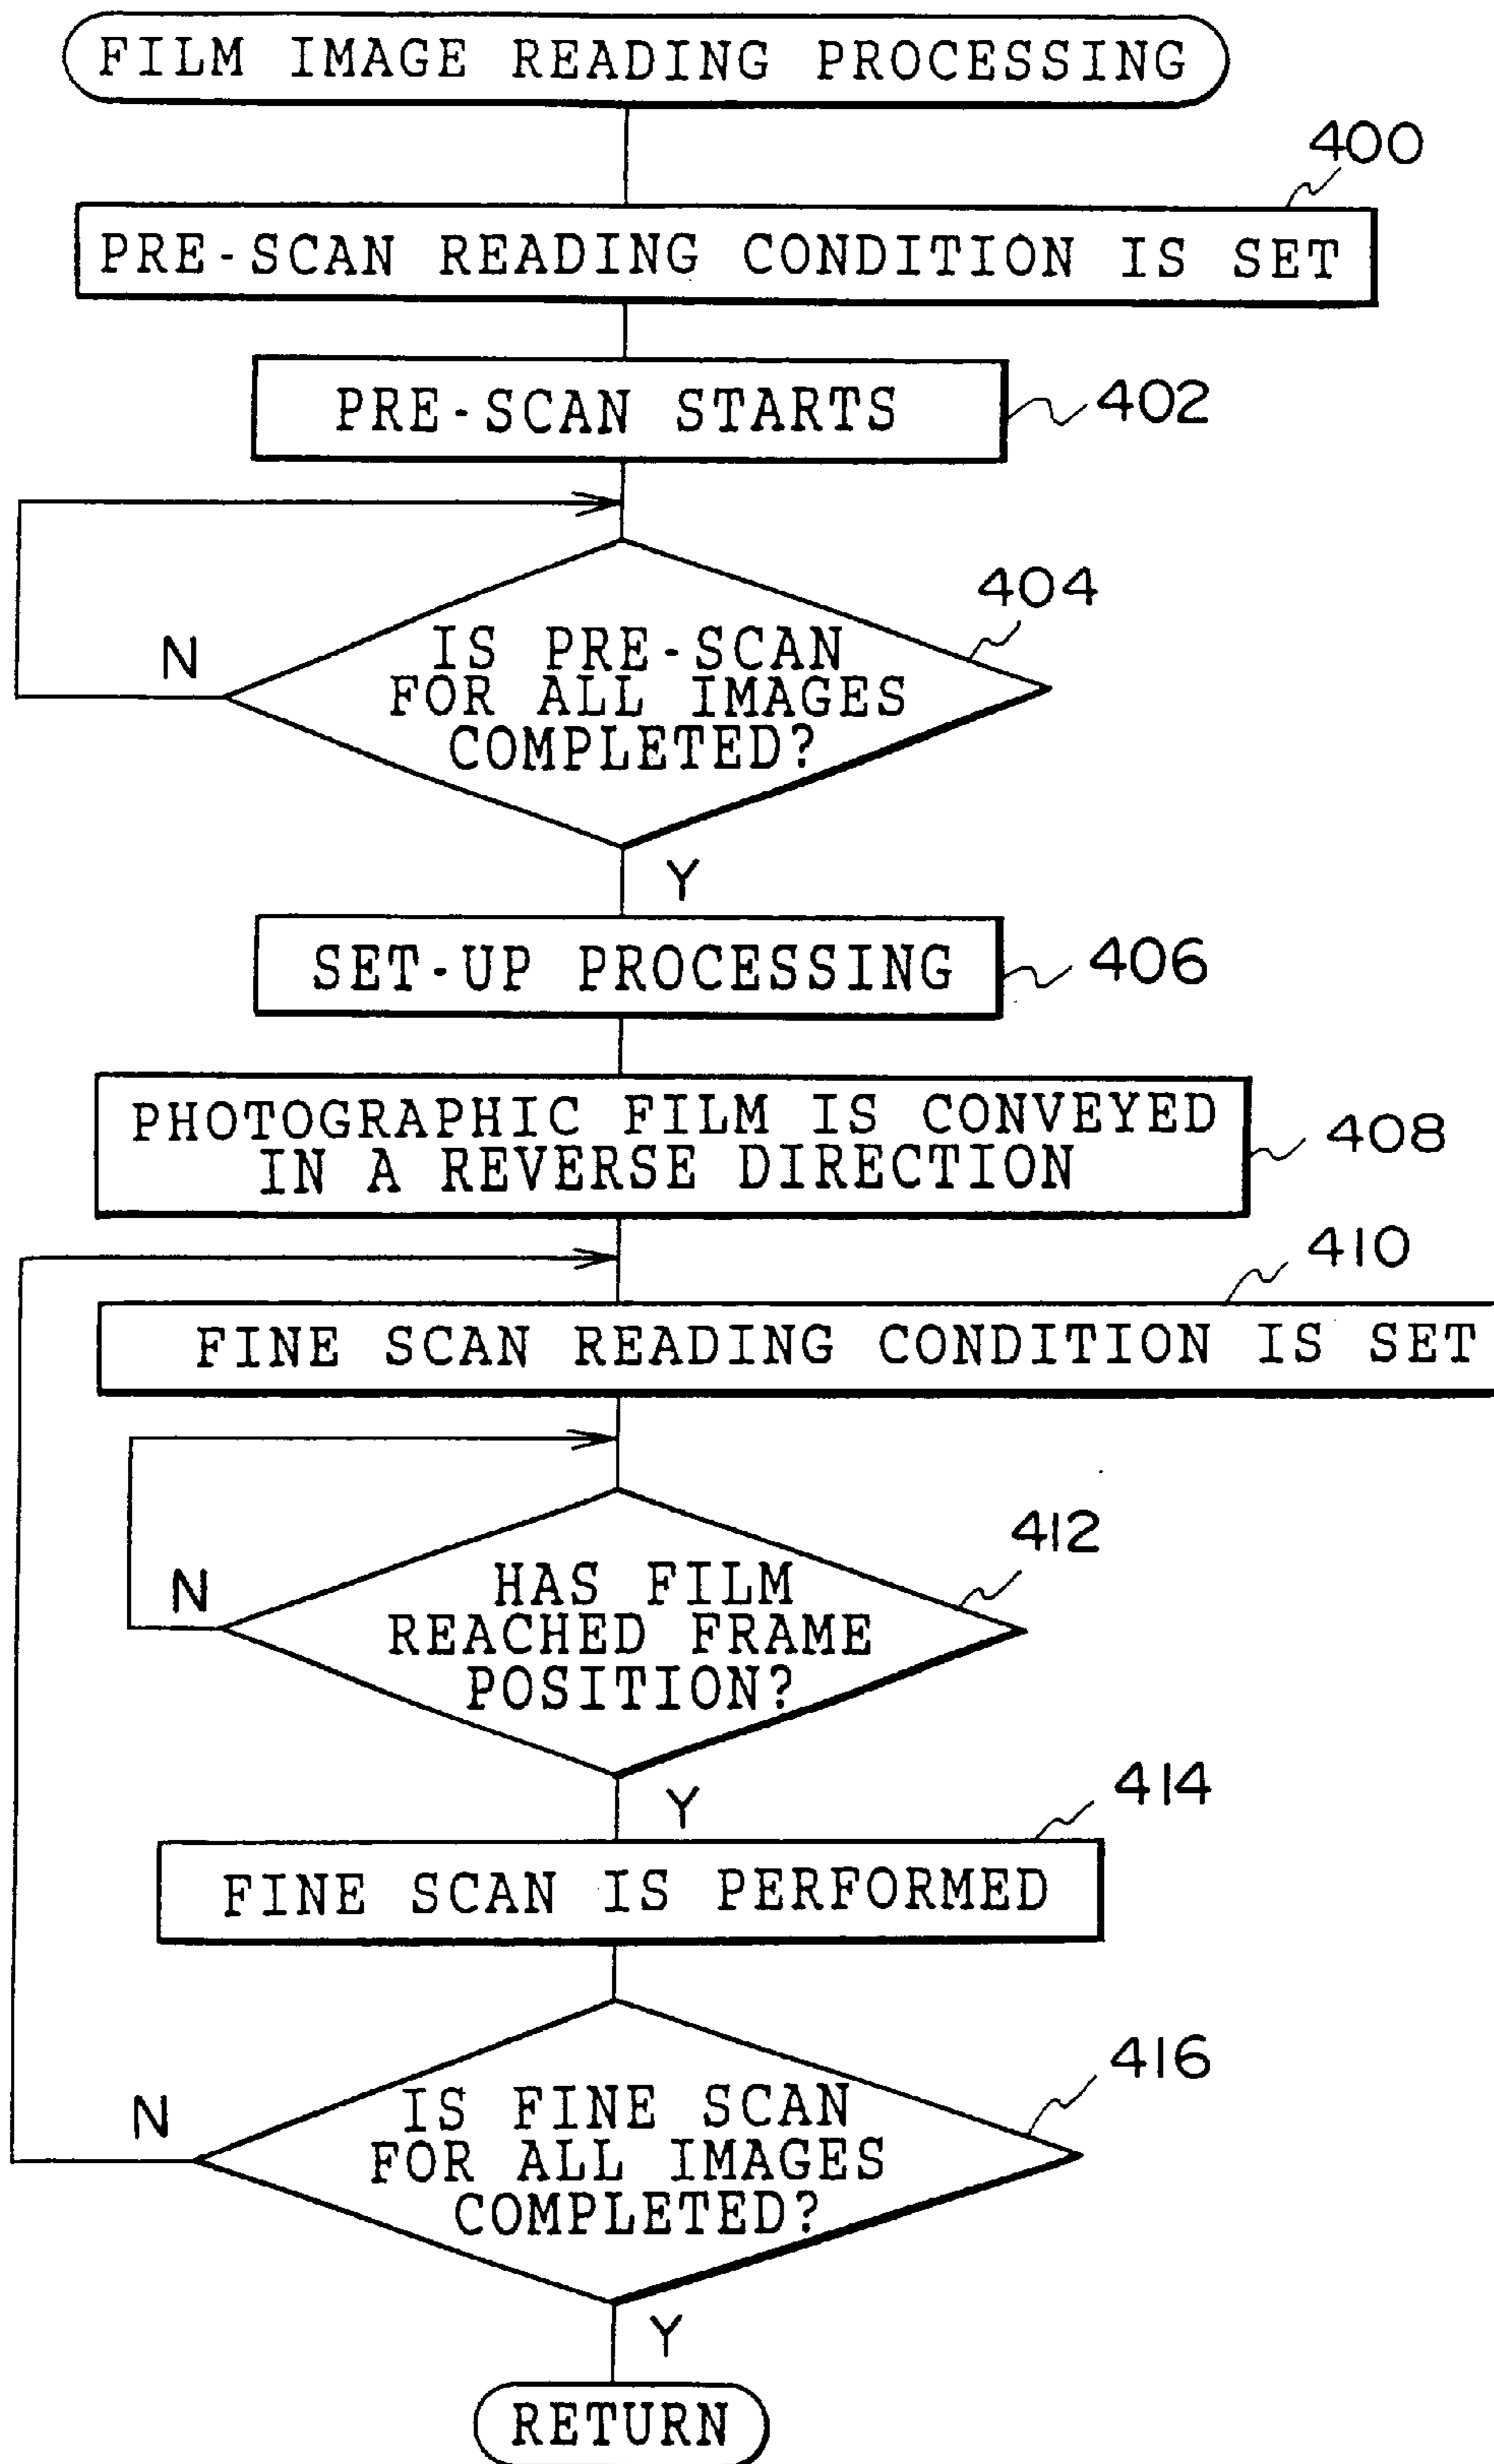 FILM IMAGE READING PROCESSING
400
PRE-SCAN READING CONDITION IS SET
PRE-SCAN STARTS
402
404
N
IS PRE-SCAN
FOR ALL IMAGES
COMPLETED?
Y
SET-UP PROCESSING
406
PHOTOGRAPHIC FILM IS CONVEYED
IN A REVERSE DIRECTION
408
410
FINE SCAN READING CONDITION IS SET
412
N
HAS FILM
REACHED FRAME
POSITION?
Y
414
FINE SCAN IS PERFORMED
416
N
IS FINE SCAN
FOR ALL IMAGES
COMPLETED?
Y
RETURN